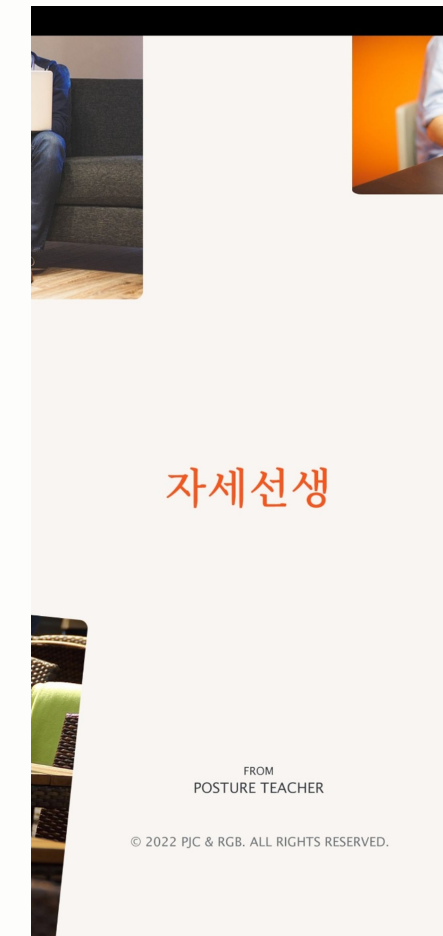 자세선생
FROM
POSTURE TEACHER
© 2022 PJC & RGB. ALL RIGHTS RESERVED.